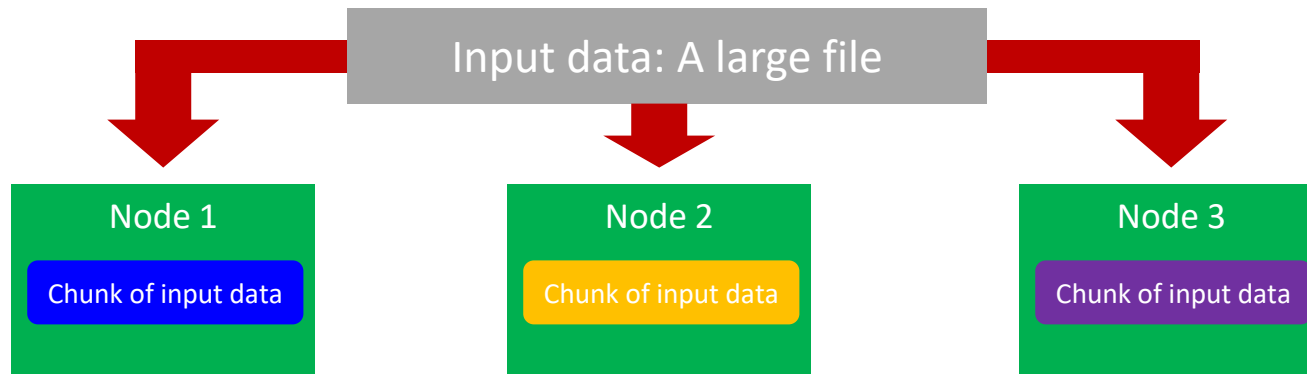 Input data: A large file
Node 1
Node 2
Node 3
Chunk of input data
Chunk of input data
Chunk of input data